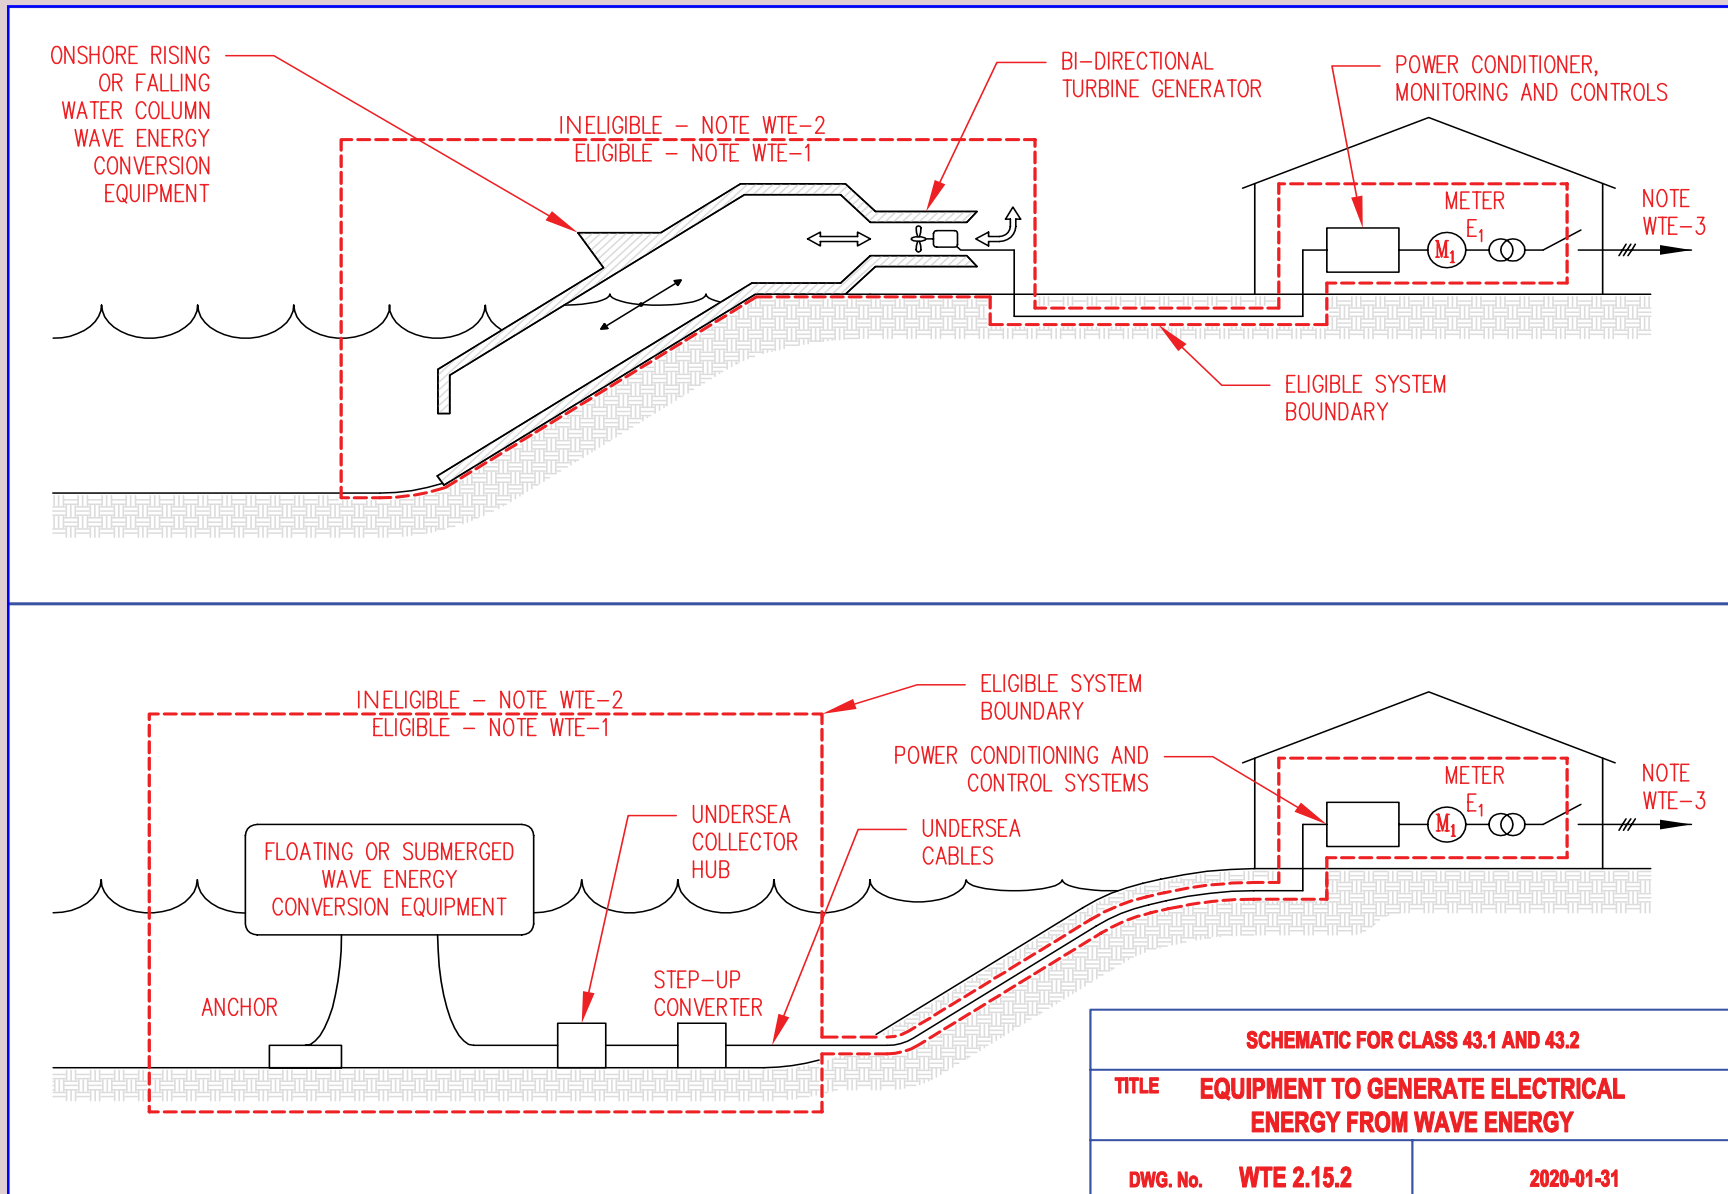 ONSHORE RISING
OR FALLING
WATER COLUMN
WAVE ENERGY
CONVERSION
EQUIPMENT
INELIGIBLE – NOTE WTE–2
ELIGIBLE – NOTE WTE–1
BI–DIRECTIONAL
TURBINE GENERATOR
POWER CONDITIONER,
MONITORING AND CONTROLS
METER
E1
M1
NOTE
WTE–3
ELIGIBLE SYSTEM
BOUNDARY
INELIGIBLE – NOTE WTE–2
ELIGIBLE – NOTE WTE–1
ELIGIBLE SYSTEM
BOUNDARY
POWER CONDITIONING AND
CONTROL SYSTEMS
METER
E1
M1
NOTE
WTE–3
UNDERSEA
COLLECTOR
HUB
UNDERSEA
CABLES
FLOATING OR SUBMERGED
WAVE ENERGY
CONVERSION EQUIPMENT
STEP–UP
CONVERTER
ANCHOR
SCHEMATIC FOR CLASS 43.1 AND 43.2
TITLE EQUIPMENT TO GENERATE ELECTRICAL
ENERGY FROM WAVE ENERGY
DWG. No. WTE 2.15.2 2020-01-31